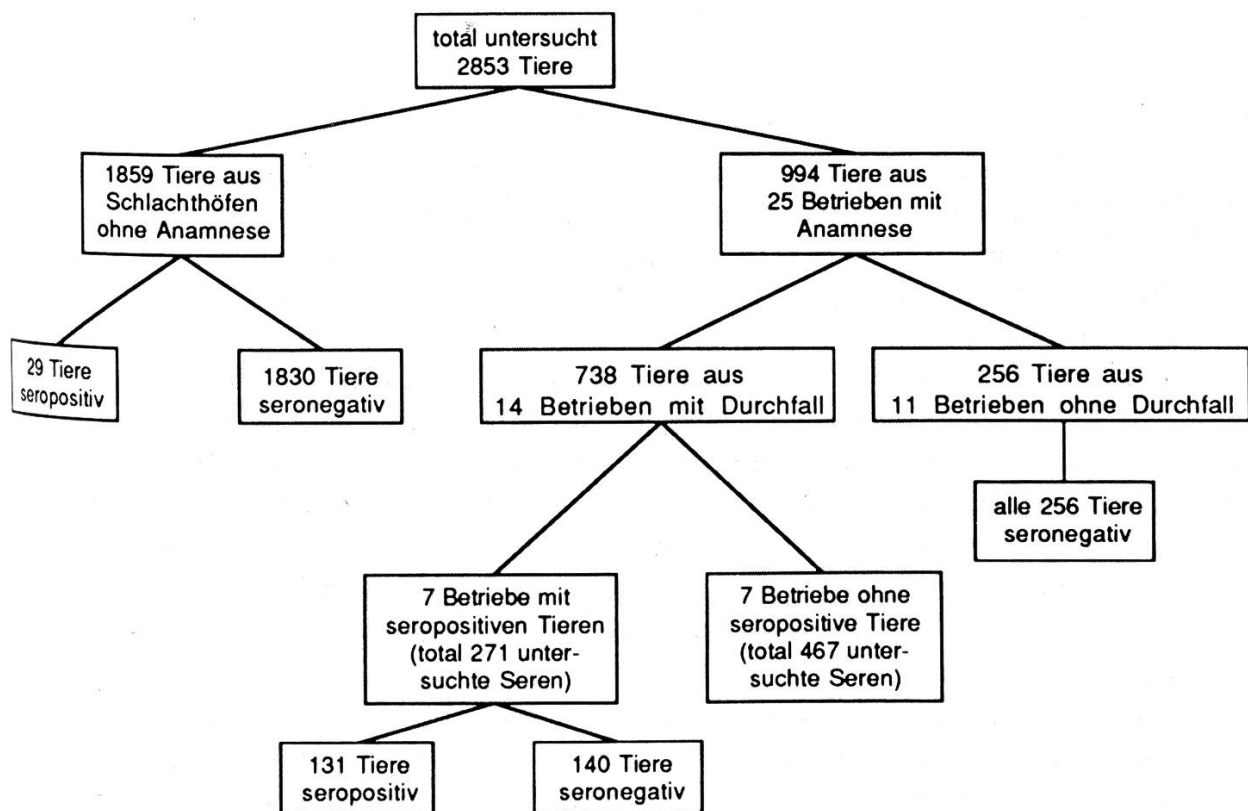 total untersucht
2853 Tiere
1859 Tiere aus
Schlachthöfen
ohne Anamnese
994 Tiere aus
25 Betrieben mit
Anamnese
29 Tiere
seropositiv
1830 Tiere
seronegativ
738 Tiere aus
14 Betrieben mit Durchfall
256 Tiere aus
11 Betrieben ohne Durchfall
alle 256 Tiere
seronegativ
7 Betriebe mit
seropositiven Tieren
(total 271 unter-
suchte Seren)
7 Betriebe ohne
seropositive Tiere
(total 467 unter-
suchte Seren)
131 Tiere
seropositiv
140 Tiere
seronegativ